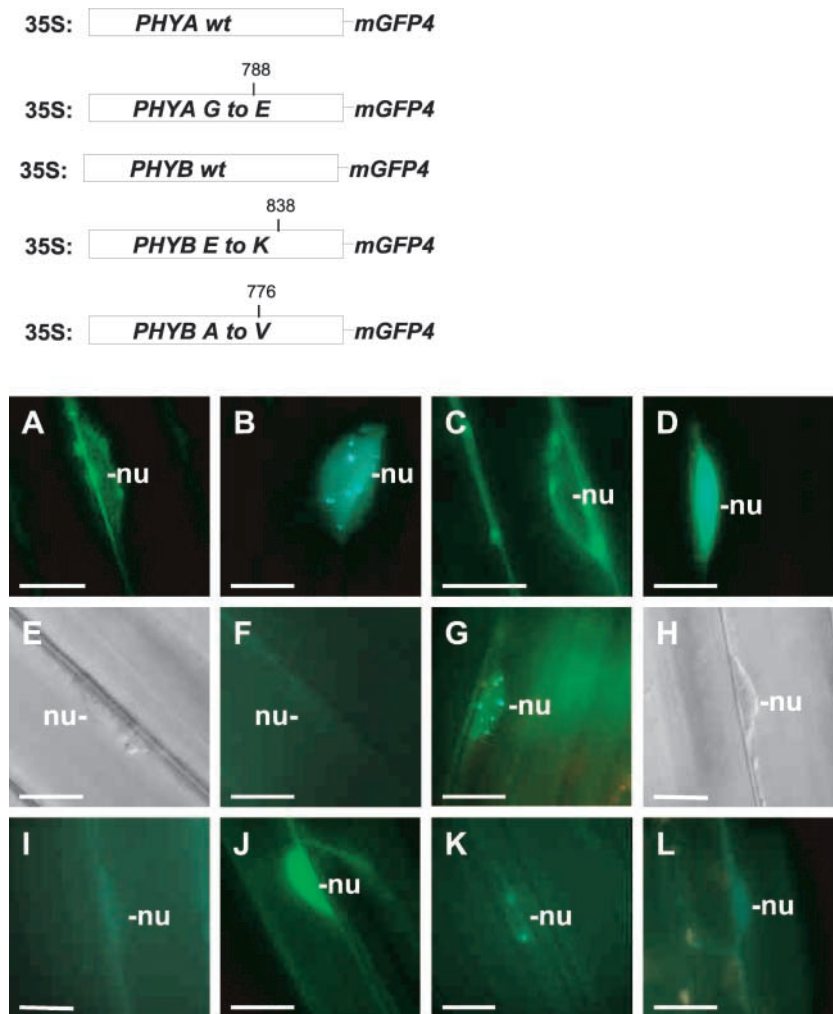 35S: PHYA wt mGFP4
788
35S: PHYA G to E mGFP4
35S: PHYB wt mGFP4
838
35S: PHYB E to K mGFP4
776
35S: PHYB A to V mGFP4
A B C D
-nu -nu -nu -nu
E F G H
nu- nu- -nu -nu
I J K L
-nu -nu -nu -nu